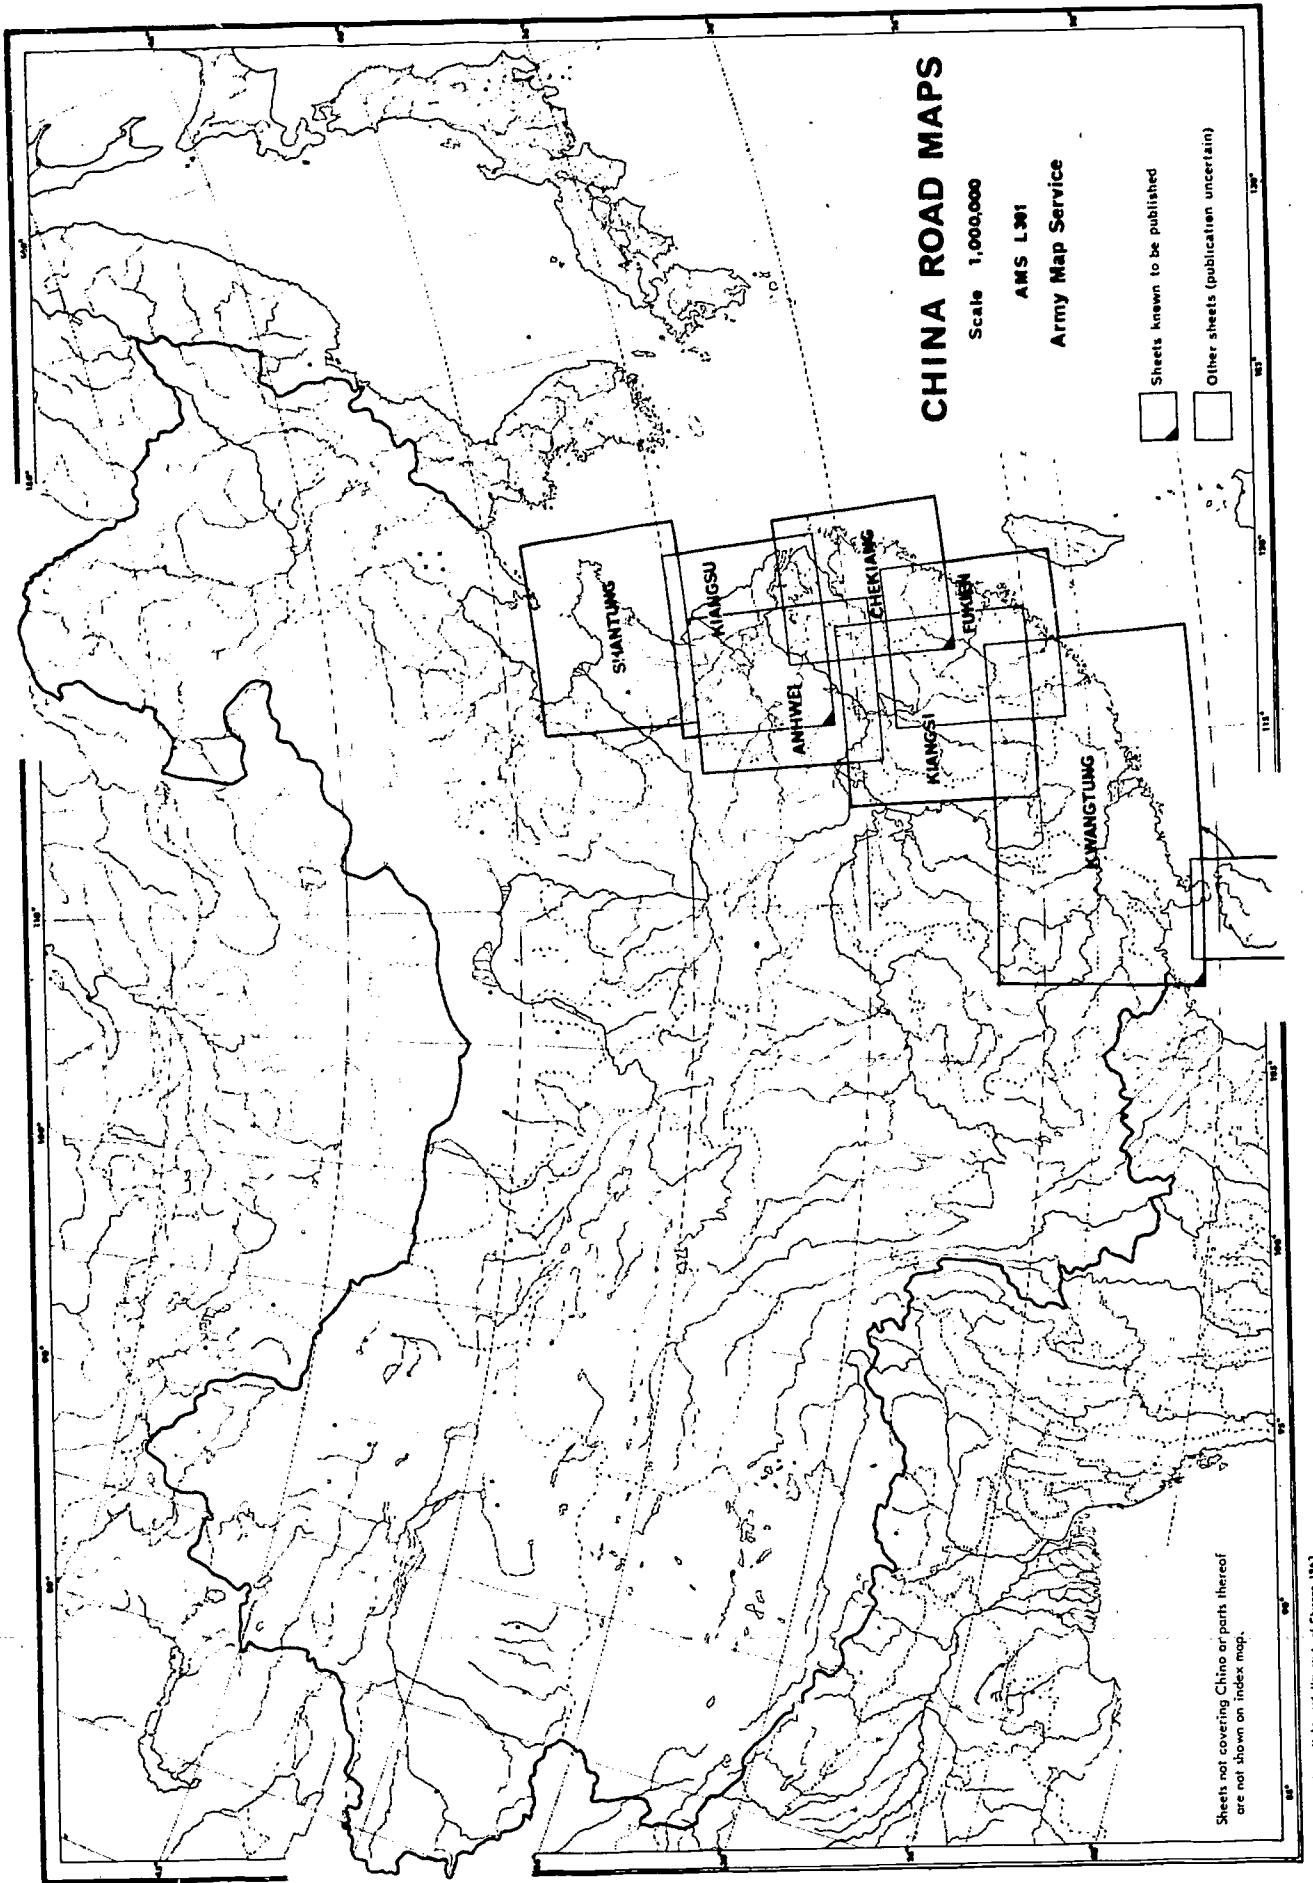 CHINA ROAD MAPS
Scale 1,000,000
AMS L301
Army Map Service
Sheets known to be published
Other sheets (publication uncertain)
SHANTUNG
KIANGSU
ANHWEI
CHEKIANG
KIANGSI
FUKIEN
KWANGTUNG
Sheets not covering China or parts thereof
are not shown on index map.